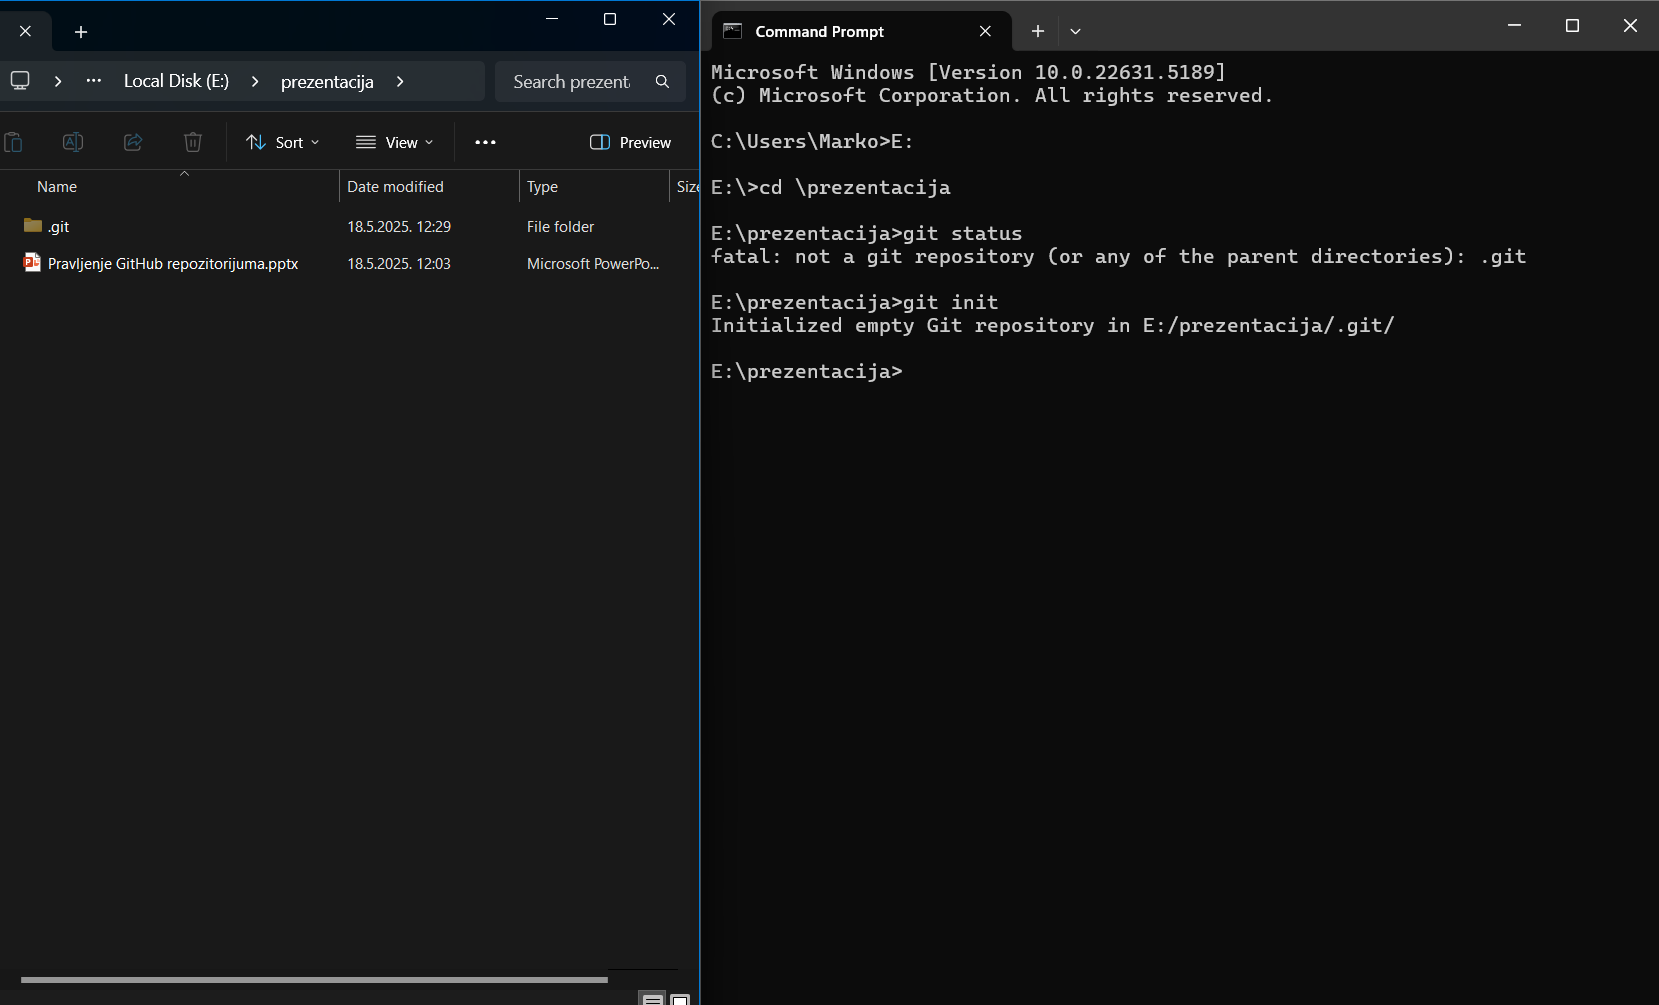 Local Disk (E:)
prezentacija
Search prezent
Sort
View
Preview
Name
Date modified
Type
Size
.git
18.5.2025. 12:29
File folder
Pravljenje GitHub repozitorijuma.pptx
18.5.2025. 12:03
Microsoft PowerPo...
Command Prompt
Microsoft Windows [Version 10.0.22631.5189]
(c) Microsoft Corporation. All rights reserved.
C:\Users\Marko>E:
E:\>cd \prezentacija
E:\prezentacija>git status
fatal: not a git repository (or any of the parent directories): .git
E:\prezentacija>git init
Initialized empty Git repository in E:/prezentacija/.git/
E:\prezentacija>